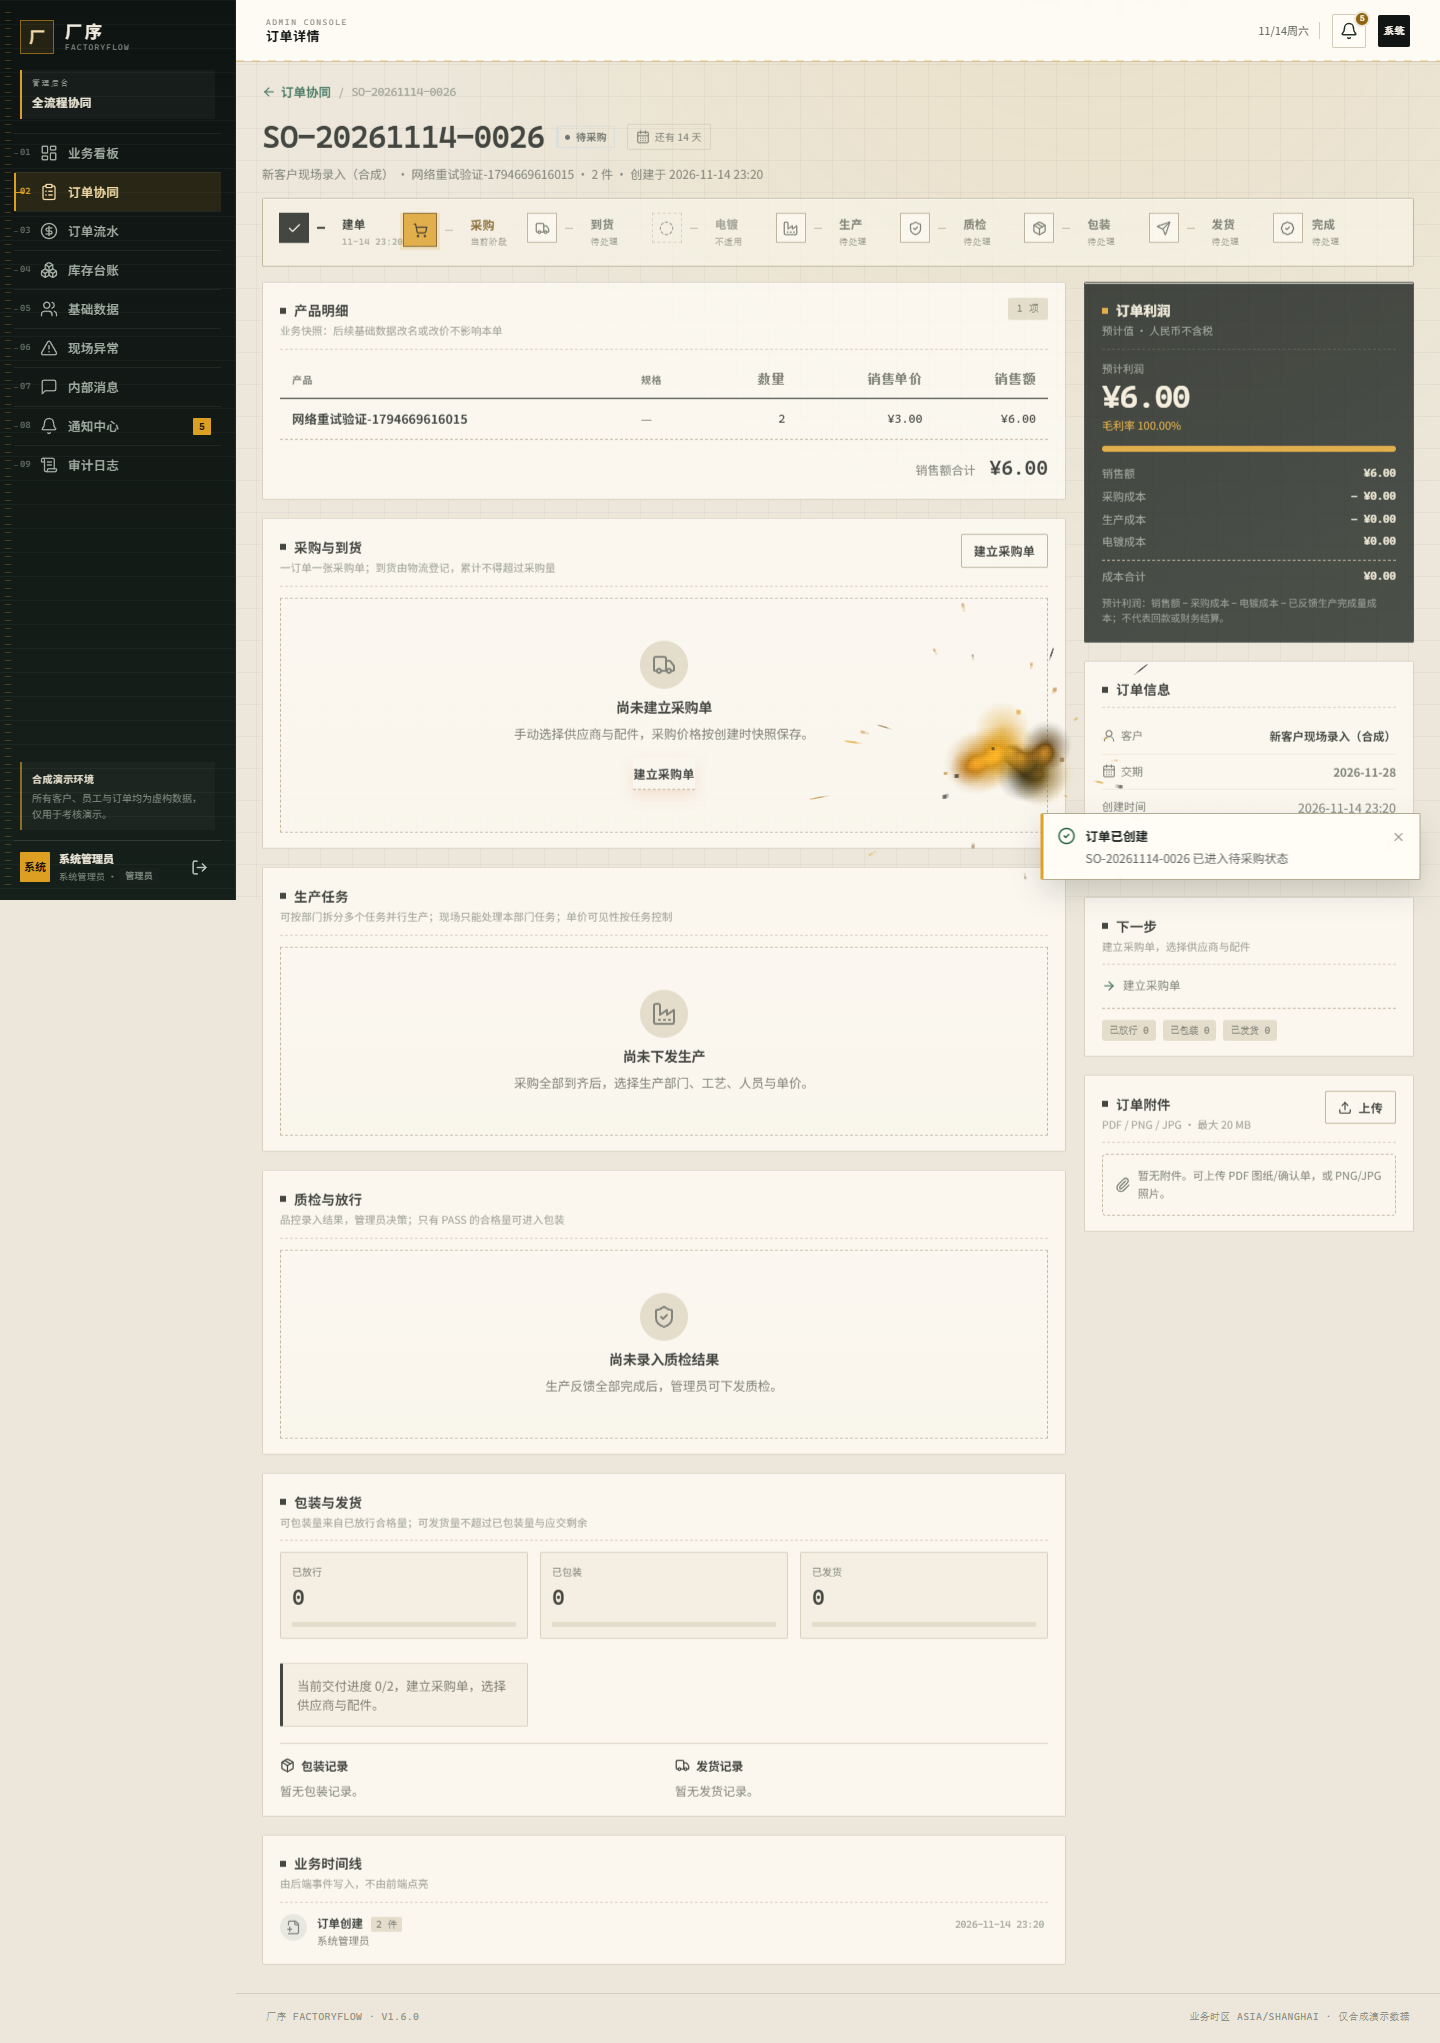 厂
厂序
FACTORYFLOW
管理后台
全流程协同
01 业务看板
02 订单协同
03 订单流水
04 库存台账
05 基础数据
06 现场异常
07 内部消息
08 通知中心 5
09 审计日志
合成演示环境
所有客户、员工与订单均为虚构数据，
仅用于考核演示。
系统
系统管理员
系统管理员 · 管理员
ADMIN CONSOLE
订单详情
11/14周六
5
系统
订单协同 / SO-20261114-0026
SO-20261114-0026 待采购 还有 14 天
新客户现场录入（合成） · 网络重试验证-1794669616015 · 2 件 · 创建于 2026-11-14 23:20
建单
11-14 23:20
采购
当前阶段
到货
待处理
电镀
不适用
生产
待处理
质检
待处理
包装
待处理
发货
待处理
完成
待处理
产品明细
1 项
业务快照：后续基础数据改名或改价不影响本单
产品 规格 数量 销售单价 销售额
网络重试验证-1794669616015 — 2 ¥3.00 ¥6.00
销售额合计 ¥6.00
采购与到货
一订单一张采购单；到货由物流登记，累计不得超过采购量
建立采购单
尚未建立采购单
手动选择供应商与配件，采购价格按创建时快照保存。
建立采购单
生产任务
可按部门拆分多个任务并行生产；现场只能处理本部门任务；单价可见性按任务控制
尚未下发生产
采购全部到齐后，选择生产部门、工艺、人员与单价。
质检与放行
品控录入结果，管理员决策；只有 PASS 的合格量可进入包装
尚未录入质检结果
生产反馈全部完成后，管理员可下发质检。
包装与发货
可包装量来自已放行合格量；可发货量不超过已包装量与应交剩余
已放行
0
已包装
0
已发货
0
当前交付进度 0/2，建立采购单，选择
供应商与配件。
包装记录
暂无包装记录。
发货记录
暂无发货记录。
业务时间线
由后端事件写入，不由前端点亮
订单创建 2 件
系统管理员
2026-11-14 23:20
订单利润
预计值 · 人民币不含税
预计利润
¥6.00
毛利率 100.00%
销售额 ¥6.00
采购成本 − ¥0.00
生产成本 − ¥0.00
电镀成本 ¥0.00
成本合计 ¥0.00
预计利润：销售额 − 采购成本 − 电镀成本 − 已反馈生产完成量成
本；不代表回款或财务结算。
订单信息
客户 新客户现场录入（合成）
交期 2026-11-28
创建时间 2026-11-14 23:20
订单已创建
SO-20261114-0026 已进入待采购状态
下一步
建立采购单，选择供应商与配件
建立采购单
已放行 0 已包装 0 已发货 0
订单附件
PDF / PNG / JPG · 最大 20 MB
上传
暂无附件。可上传 PDF 图纸/确认单，或 PNG/JPG
照片。
厂序 FACTORYFLOW · V1.6.0
业务时区 ASIA/SHANGHAI · 仅合成演示数据